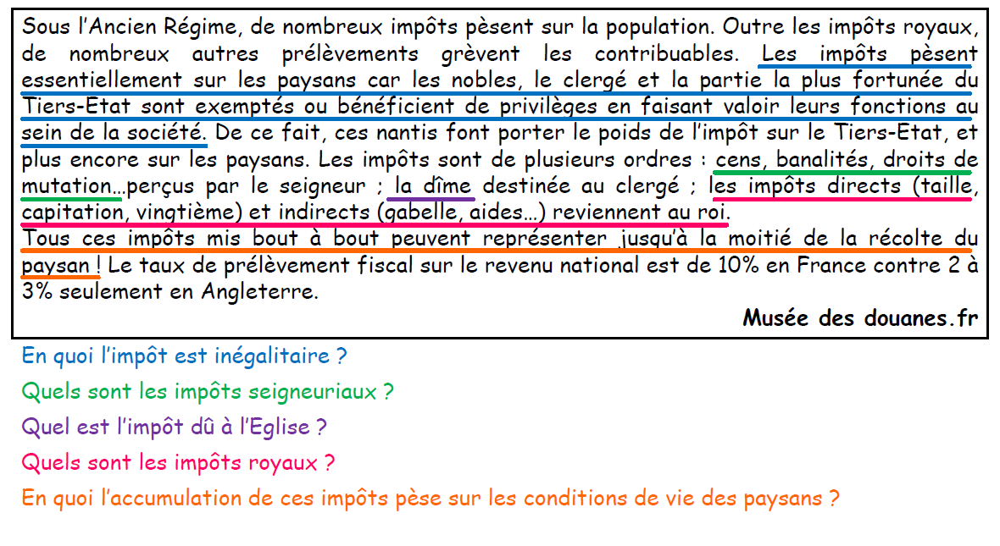 Sous l’Ancien Régime, de nombreux impôts pèsent sur la population. Outre les impôts royaux,
de nombreux autres prélèvements grèvent les contribuables. Les impôts pèsent
essentiellement sur les paysans car les nobles, le clergé et la partie la plus fortunée du
Tiers-Etat sont exemptés ou bénéficient de privilèges en faisant valoir leurs fonctions au
sein de la société. De ce fait, ces nantis font porter le poids de l’impôt sur le Tiers-Etat, et
plus encore sur les paysans. Les impôts sont de plusieurs ordres : cens, banalités, droits de
mutation…perçus par le seigneur ; la dîme destinée au clergé ; les impôts directs (taille,
capitation, vingtième) et indirects (gabelle, aides…) reviennent au roi.
Tous ces impôts mis bout à bout peuvent représenter jusqu’à la moitié de la récolte du
paysan ! Le taux de prélèvement fiscal sur le revenu national est de 10% en France contre 2 à
3% seulement en Angleterre.
Musée des douanes.fr
En quoi l’impôt est inégalitaire ?
Quels sont les impôts seigneuriaux ?
Quel est l’impôt dû à l’Eglise ?
Quels sont les impôts royaux ?
En quoi l’accumulation de ces impôts pèse sur les conditions de vie des paysans ?